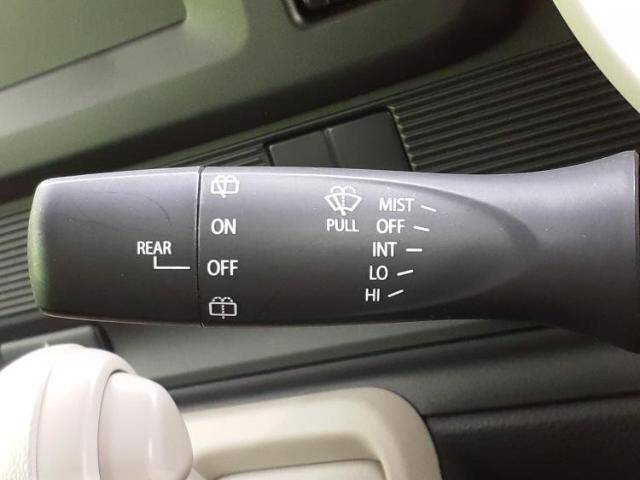 REAR
ON
OFF
PULL
MIST
OFF
INT
LO
HI